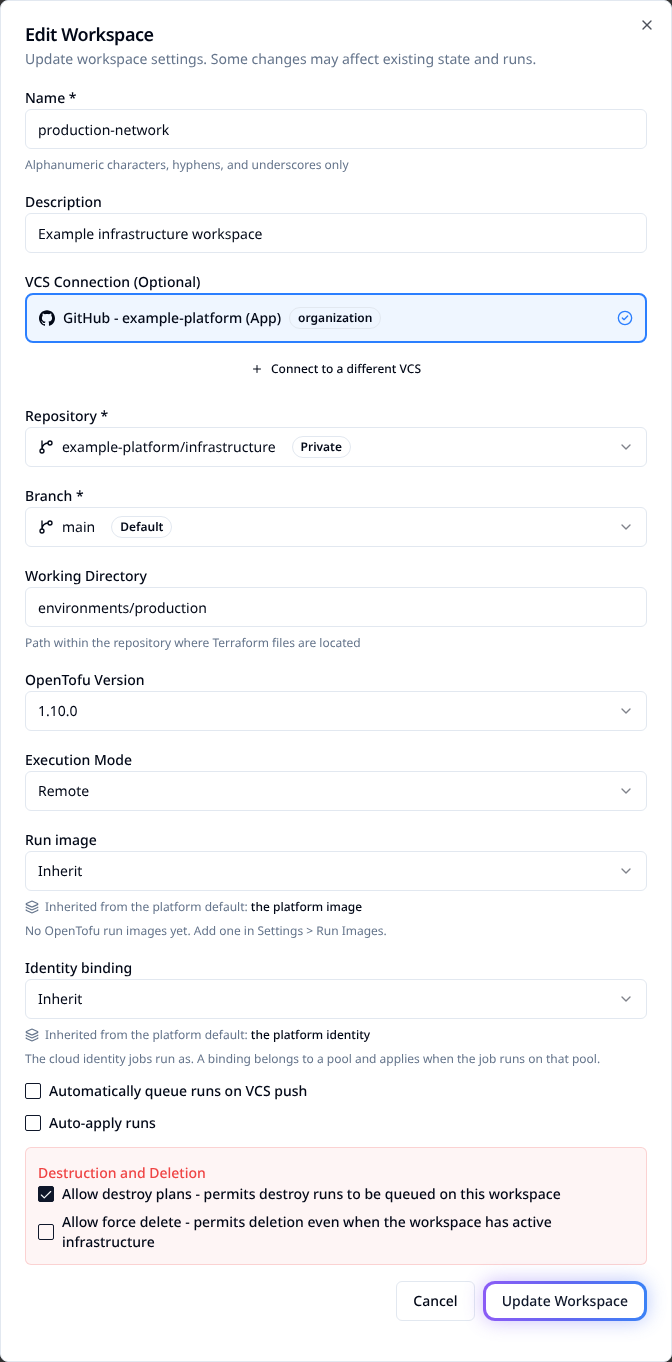 Edit Workspace
Update workspace settings. Some changes may affect existing state and runs.
Name *
production-network
Alphanumeric characters, hyphens, and underscores only
Description
Example infrastructure workspace
VCS Connection (Optional)
GitHub - example-platform (App) organization
+ Connect to a different VCS
Repository *
example-platform/infrastructure Private
Branch *
main Default
Working Directory
environments/production
Path within the repository where Terraform files are located
OpenTofu Version
1.10.0
Execution Mode
Remote
Run image
Inherit
Inherited from the platform default: the platform image
No OpenTofu run images yet. Add one in Settings > Run Images.
Identity binding
Inherit
Inherited from the platform default: the platform identity
The cloud identity jobs run as. A binding belongs to a pool and applies when the job runs on that pool.
Automatically queue runs on VCS push
Auto-apply runs
Destruction and Deletion
Allow destroy plans - permits destroy runs to be queued on this workspace
Allow force delete - permits deletion even when the workspace has active
infrastructure
Cancel Update Workspace